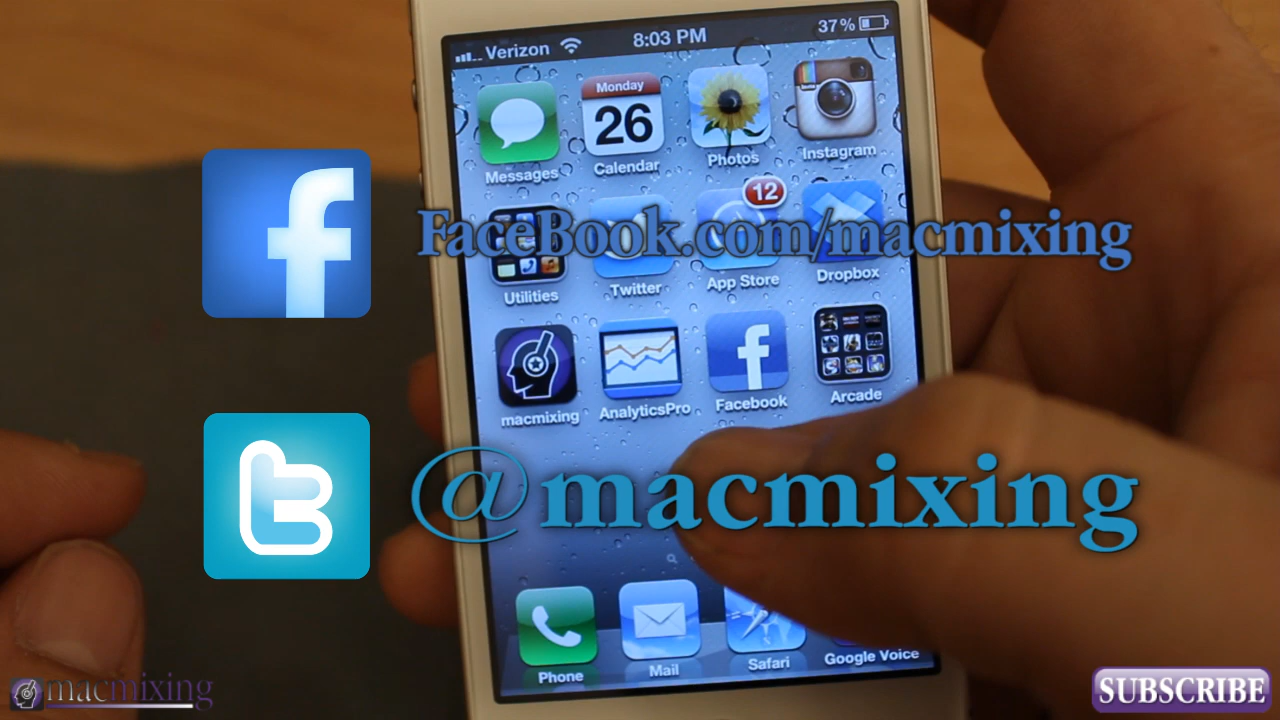 Verizon 8:03 PM 37%
Monday
26
Messages Calendar Photos Instagram
12
FaceBook.com/macmixing
Utilities Twitter App Store Dropbox
macmixing AnalyticsPro Facebook Arcade
@macmixing
Phone Mail Safari Google Voice
macmixing
SUBSCRIBE